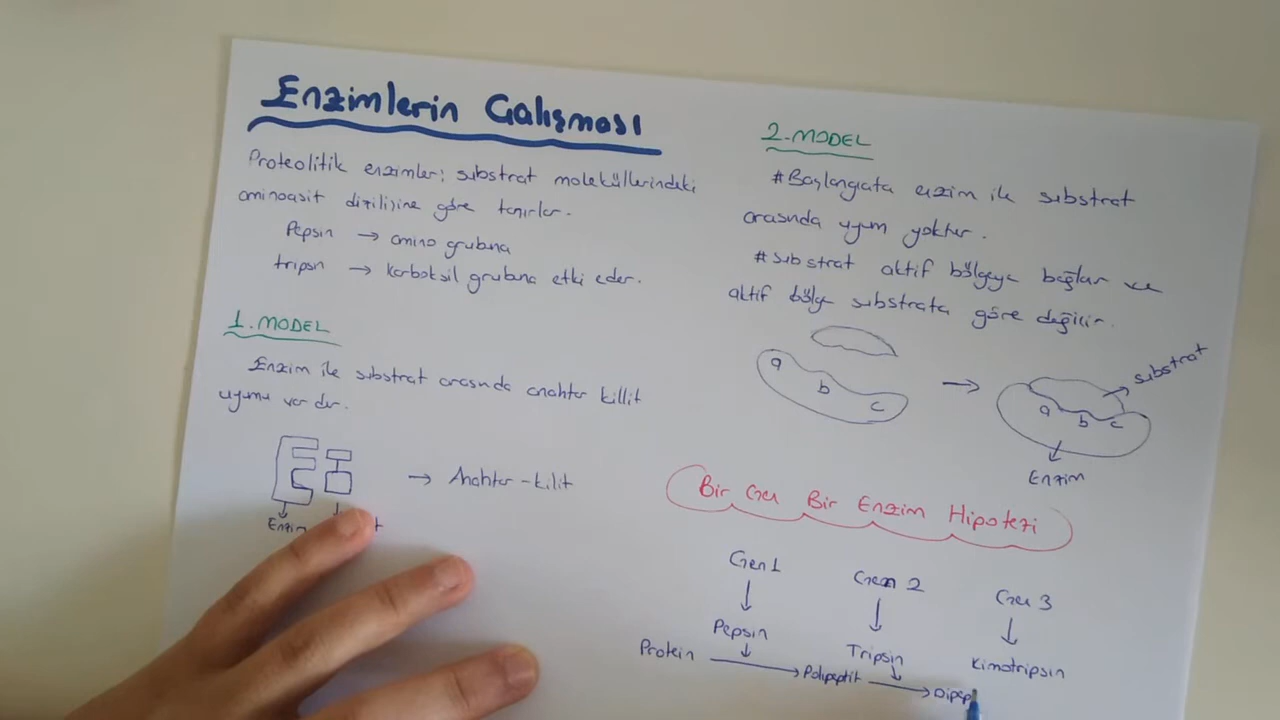 Enzimlerin Çalışması
Proteolitik enzimler; substrat moleküllerindeki
aminoasit dizilişine göre tanırlar.
Pepsin → amino grubuna
tripsin → karboksil grubuna etki eder.
1. MODEL
Enzim ile substrat arasında anahtar killit
uyumu vardır.
→ Anahtar-kilit
Enzim
2. MODEL
#Başlangıçta enzim ile substrat
arasında uyum yoktur.
#substrat aktif bölgeye bağlar ve
aktif bölge substrata göre değişir.
a b c → a b c
substrat
Enzim
Bir Gen Bir Enzim Hipotezi
Gen 1 Gen 2 Gen 3
Pepsin Tripsin Kimotripsin
Protein → Polipeptit → Dipep